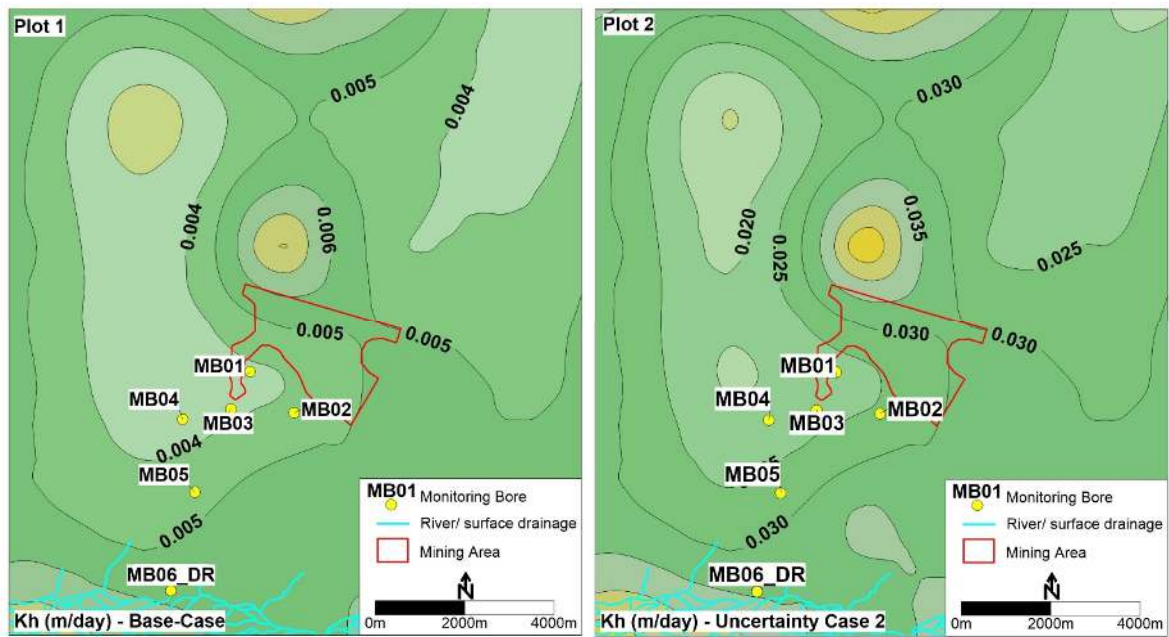 Plot 1
0.005
0.004
0.004
0.006
0.005
0.005
MB01
MB04
MB02
MB03
0.004
MB05
0.005
MB06_DR
Kh (m/day) - Base-Case
MB01 Monitoring Bore
River/ surface drainage
Mining Area
N
0m 2000m 4000m
Plot 2
0.030
0.020
0.025
0.035
0.025
0.030
0.030
MB01
MB04
MB02
MB03
MB05
0.030
MB06_DR
Kh (m/day) - Uncertainty Case 2
MB01 Monitoring Bore
River/ surface drainage
Mining Area
N
0m 2000m 4000m